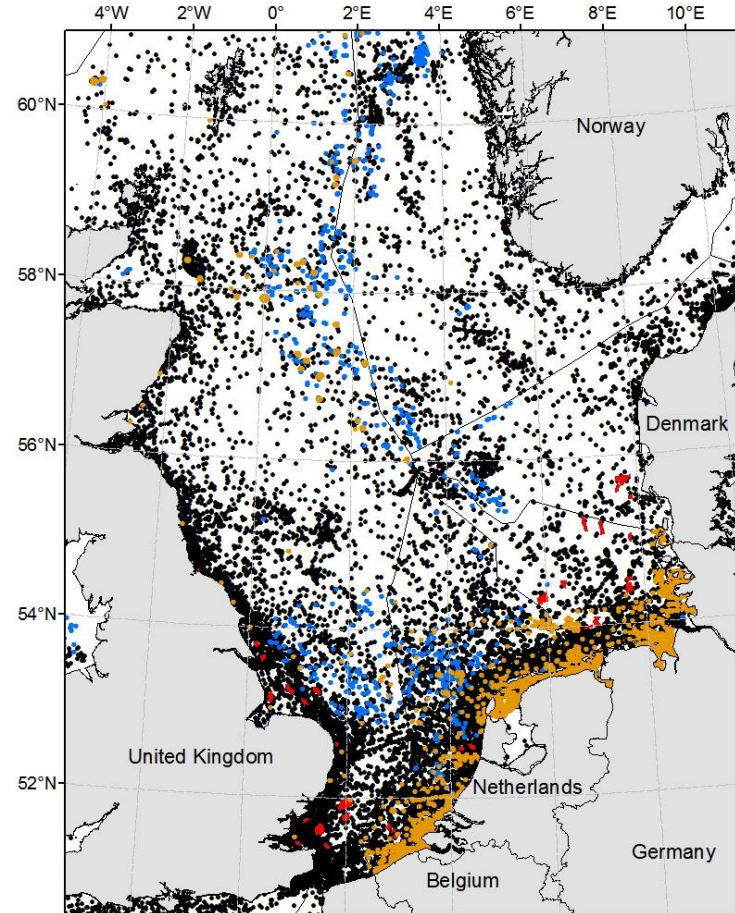 4°W 2°W 0° 2°E 4°E 6°E 8°E 10°E
60°N
Norway
58°N
Denmark
56°N
54°N
United Kingdom
52°N
Netherlands
Germany
Belgium